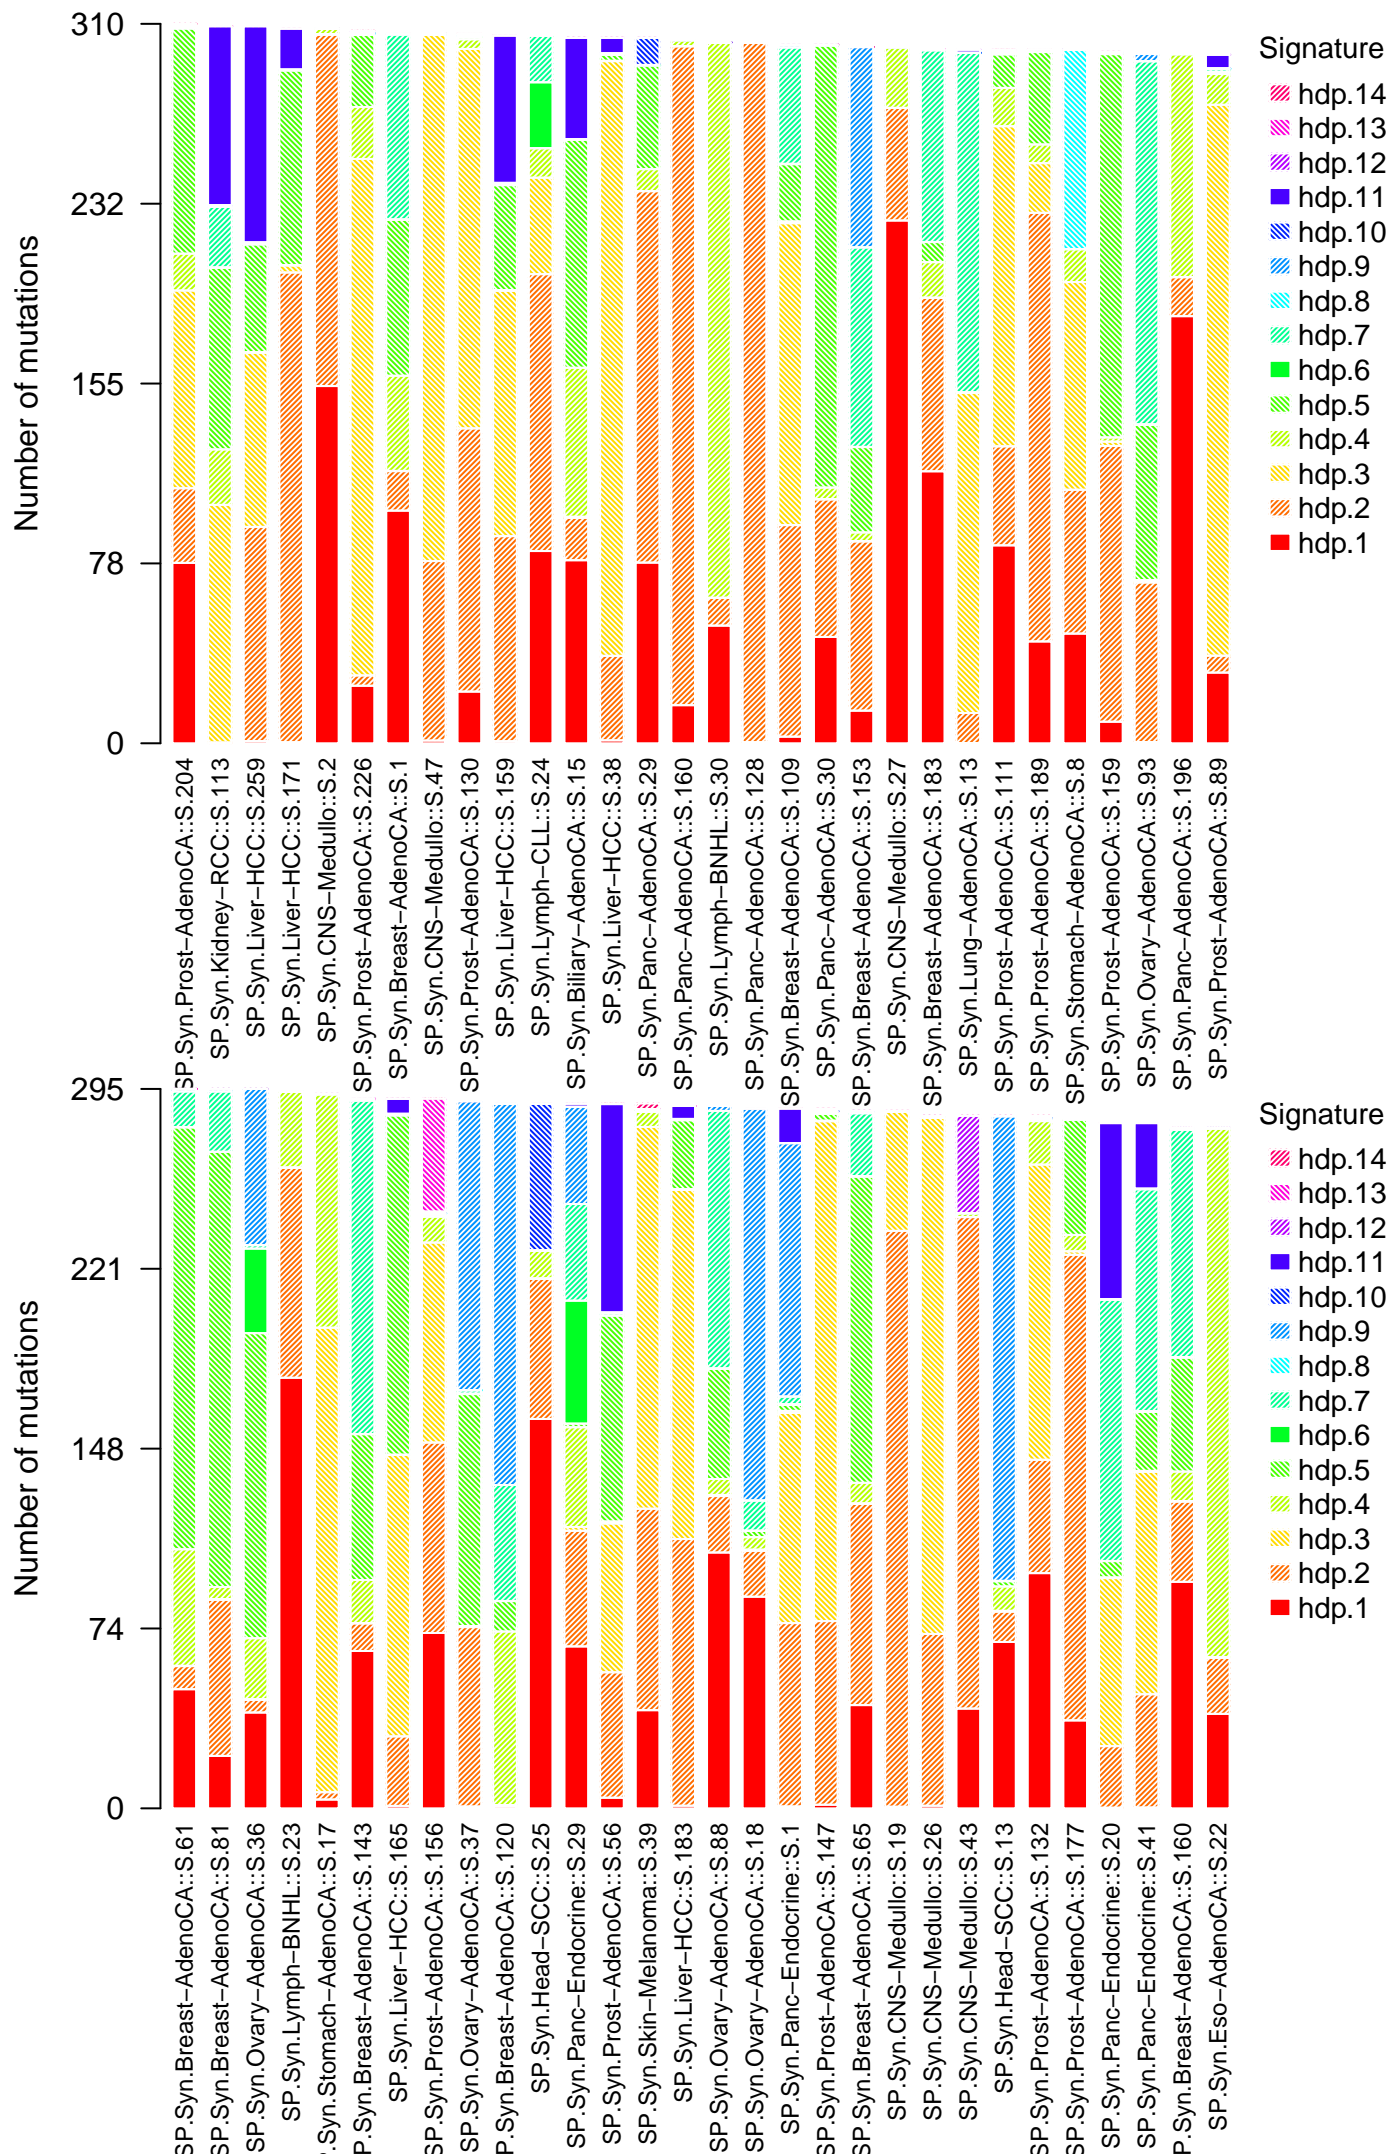 Number of mutations
310
232
155
78
0
Signature
hdp.14
hdp.13
hdp.12
hdp.11
hdp.10
hdp.9
hdp.8
hdp.7
hdp.6
hdp.5
hdp.4
hdp.3
hdp.2
hdp.1
SP.Syn.Prost−AdenoCA::S.204
SP.Syn.Kidney−RCC::S.113
SP.Syn.Liver−HCC::S.259
SP.Syn.Liver−HCC::S.171
SP.Syn.CNS−Medullo::S.2
SP.Syn.Prost−AdenoCA::S.226
SP.Syn.Breast−AdenoCA::S.1
SP.Syn.CNS−Medullo::S.47
SP.Syn.Prost−AdenoCA::S.130
SP.Syn.Liver−HCC::S.159
SP.Syn.Lymph−CLL::S.24
SP.Syn.Biliary−AdenoCA::S.15
SP.Syn.Liver−HCC::S.38
SP.Syn.Panc−AdenoCA::S.29
SP.Syn.Panc−AdenoCA::S.160
SP.Syn.Lymph−BNHL::S.30
SP.Syn.Panc−AdenoCA::S.128
SP.Syn.Breast−AdenoCA::S.109
SP.Syn.Panc−AdenoCA::S.30
SP.Syn.Breast−AdenoCA::S.153
SP.Syn.CNS−Medullo::S.27
SP.Syn.Breast−AdenoCA::S.183
SP.Syn.Lung−AdenoCA::S.13
SP.Syn.Prost−AdenoCA::S.111
SP.Syn.Prost−AdenoCA::S.189
SP.Syn.Stomach−AdenoCA::S.8
SP.Syn.Prost−AdenoCA::S.159
SP.Syn.Ovary−AdenoCA::S.93
SP.Syn.Panc−AdenoCA::S.196
SP.Syn.Prost−AdenoCA::S.89
Number of mutations
295
221
148
74
0
Signature
hdp.14
hdp.13
hdp.12
hdp.11
hdp.10
hdp.9
hdp.8
hdp.7
hdp.6
hdp.5
hdp.4
hdp.3
hdp.2
hdp.1
SP.Syn.Breast−AdenoCA::S.61
SP.Syn.Breast−AdenoCA::S.81
SP.Syn.Ovary−AdenoCA::S.36
SP.Syn.Lymph−BNHL::S.23
P.Syn.Stomach−AdenoCA::S.17
P.Syn.Breast−AdenoCA::S.143
SP.Syn.Liver−HCC::S.165
SP.Syn.Prost−AdenoCA::S.156
SP.Syn.Ovary−AdenoCA::S.37
SP.Syn.Breast−AdenoCA::S.120
SP.Syn.Head−SCC::S.25
SP.Syn.Panc−Endocrine::S.29
SP.Syn.Prost−AdenoCA::S.56
SP.Syn.Skin−Melanoma::S.39
SP.Syn.Liver−HCC::S.183
SP.Syn.Ovary−AdenoCA::S.88
SP.Syn.Ovary−AdenoCA::S.18
SP.Syn.Panc−Endocrine::S.1
SP.Syn.Prost−AdenoCA::S.147
SP.Syn.Breast−AdenoCA::S.65
SP.Syn.CNS−Medullo::S.19
SP.Syn.CNS−Medullo::S.26
SP.Syn.CNS−Medullo::S.43
SP.Syn.Head−SCC::S.13
SP.Syn.Prost−AdenoCA::S.132
SP.Syn.Prost−AdenoCA::S.177
SP.Syn.Panc−Endocrine::S.20
SP.Syn.Panc−Endocrine::S.41
SP.Syn.Breast−AdenoCA::S.160
SP.Syn.Eso−AdenoCA::S.22